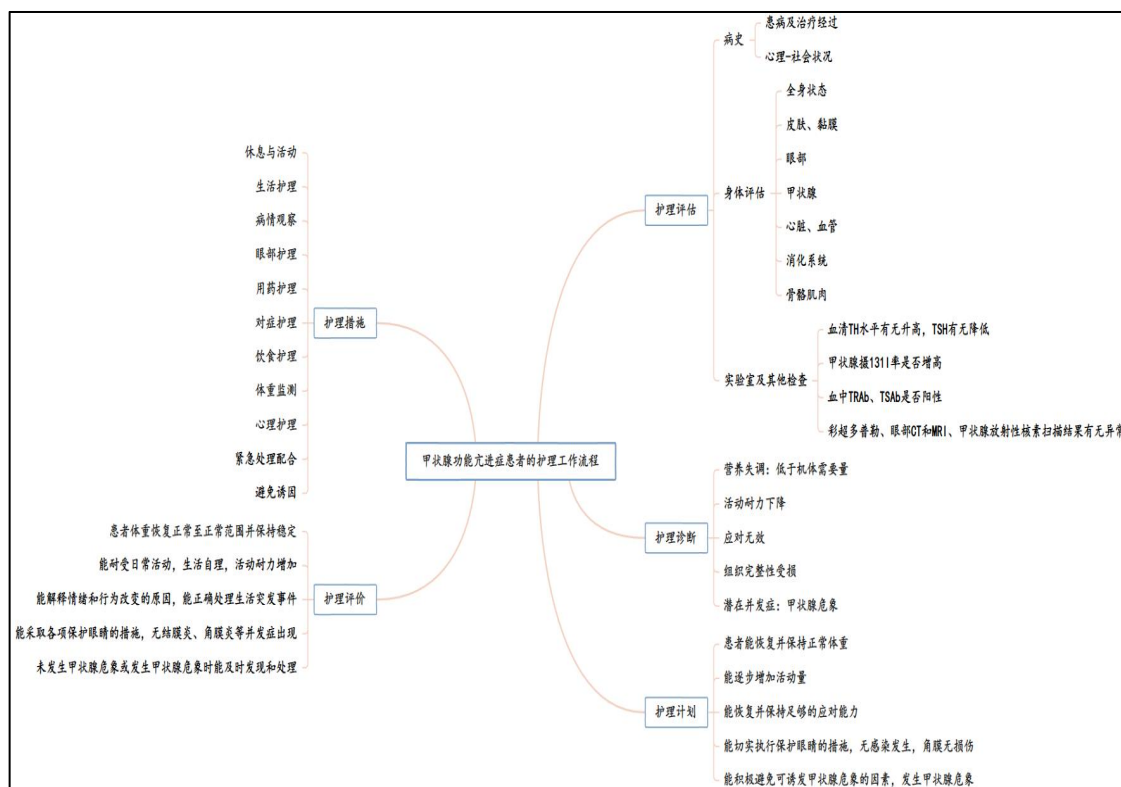 甲状腺功能亢进症患者的护理工作流程
护理评估
病史
患病及治疗经过
心理-社会状况
身体评估
全身状态
皮肤、黏膜
眼部
甲状腺
心脏、血管
消化系统
骨骼肌肉
实验室及其他检查
血清TH水平有无升高，TSH有无降低
甲状腺摄131I率是否增高
血中TRAb、TSAb是否阳性
彩超多普勒、眼部CT和MRI、甲状腺放射性核素扫描结果有无异常
护理诊断
营养失调：低于机体需要量
活动耐力下降
应对无效
组织完整性受损
潜在并发症：甲状腺危象
护理计划
患者能恢复并保持正常体重
能逐步增加活动量
能恢复并保持足够的应对能力
能切实执行保护眼睛的措施，无感染发生，角膜无损伤
能积极避免可诱发甲状腺危象的因素，发生甲状腺危象
护理措施
休息与活动
生活护理
病情观察
眼部护理
用药护理
对症护理
饮食护理
体重监测
心理护理
紧急处理配合
避免诱因
护理评价
患者体重恢复正常至正常范围并保持稳定
能耐受日常活动，生活自理，活动耐力增加
能解释情绪和行为改变的原因，能正确处理生活突发事件
能采取各项保护眼睛的措施，无结膜炎、角膜炎等并发症出现
未发生甲状腺危象或发生甲状腺危象时能及时发现和处理